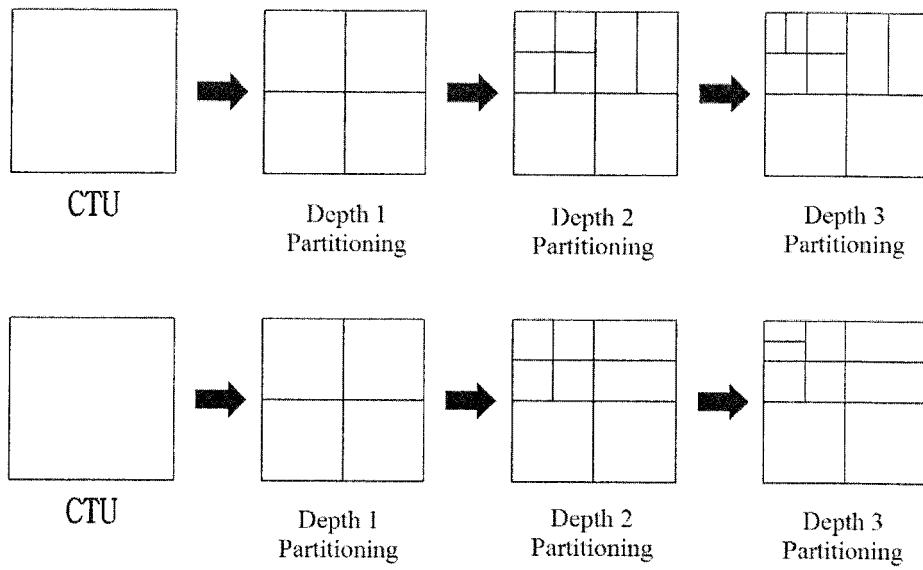 CTU
Depth 1
Partitioning
Depth 2
Partitioning
Depth 3
Partitioning
CTU
Depth 1
Partitioning
Depth 2
Partitioning
Depth 3
Partitioning